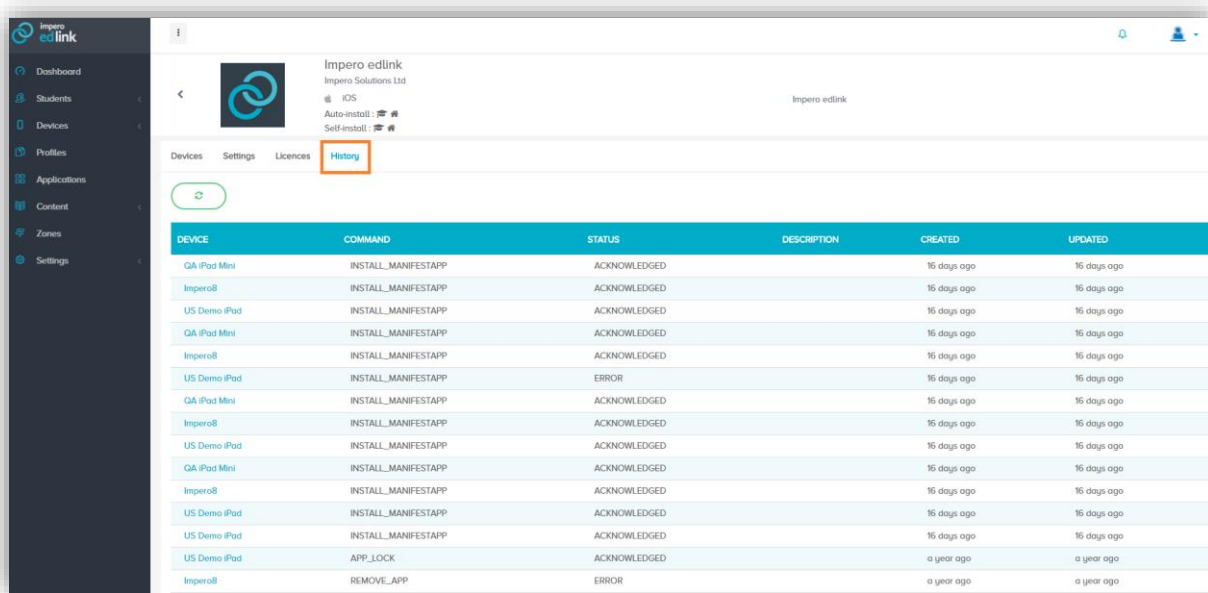 impero
edlink
Dashboard
Students
Devices
Profiles
Applications
Content
Zones
Settings
Impero edlink
Impero Solutions Ltd
iOS
Auto-install :
Self-install :
Impero edlink
Devices Settings Licences History
DEVICE COMMAND STATUS DESCRIPTION CREATED UPDATED
QA iPad Mini INSTALL_MANIFESTAPP ACKNOWLEDGED 16 days ago 16 days ago
Impero8 INSTALL_MANIFESTAPP ACKNOWLEDGED 16 days ago 16 days ago
US Demo iPad INSTALL_MANIFESTAPP ACKNOWLEDGED 16 days ago 16 days ago
QA iPad Mini INSTALL_MANIFESTAPP ACKNOWLEDGED 16 days ago 16 days ago
Impero8 INSTALL_MANIFESTAPP ACKNOWLEDGED 16 days ago 16 days ago
US Demo iPad INSTALL_MANIFESTAPP ERROR 16 days ago 16 days ago
QA iPad Mini INSTALL_MANIFESTAPP ACKNOWLEDGED 16 days ago 16 days ago
Impero8 INSTALL_MANIFESTAPP ACKNOWLEDGED 16 days ago 16 days ago
US Demo iPad INSTALL_MANIFESTAPP ACKNOWLEDGED 16 days ago 16 days ago
QA iPad Mini INSTALL_MANIFESTAPP ACKNOWLEDGED 16 days ago 16 days ago
Impero8 INSTALL_MANIFESTAPP ACKNOWLEDGED 16 days ago 16 days ago
US Demo iPad INSTALL_MANIFESTAPP ACKNOWLEDGED 16 days ago 16 days ago
US Demo iPad INSTALL_MANIFESTAPP ACKNOWLEDGED 16 days ago 16 days ago
US Demo iPad APP_LOCK ACKNOWLEDGED a year ago a year ago
Impero8 REMOVE_APP ERROR a year ago a year ago